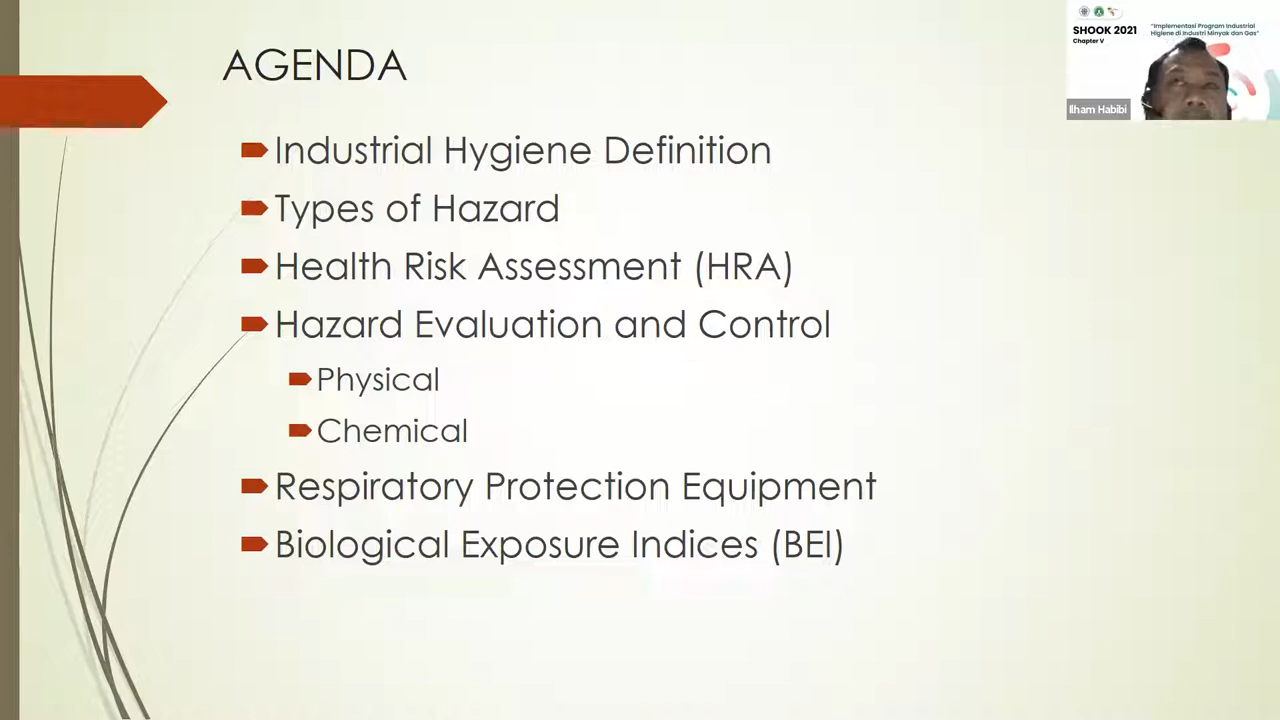 AGENDA
Industrial Hygiene Definition
Types of Hazard
Health Risk Assessment (HRA)
Hazard Evaluation and Control
Physical
Chemical
Respiratory Protection Equipment
Biological Exposure Indices (BEI)
SHOOK 2021
Chapter V
"Implementasi Program Industrial
Higiene di Industri Minyak dan Gas"
Ilham Habibi